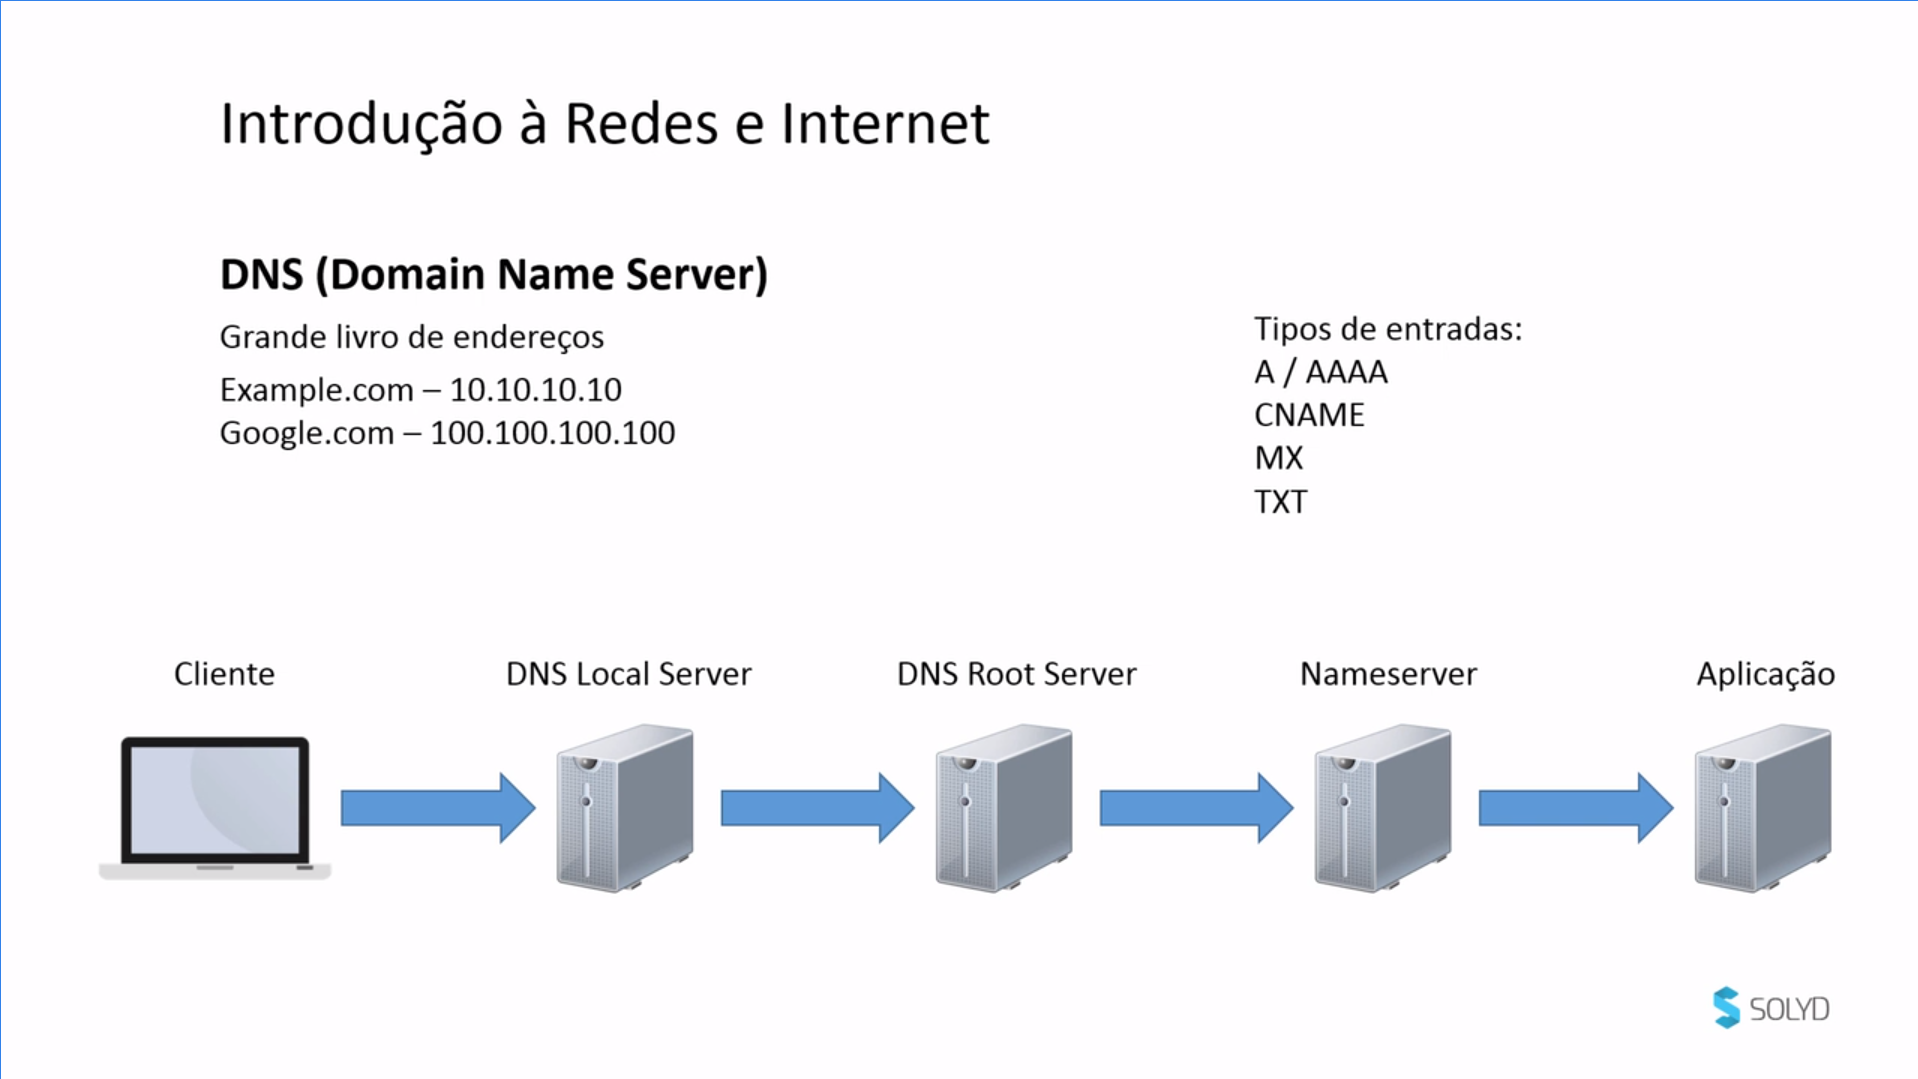 Introdução à Redes e Internet
DNS (Domain Name Server)
Grande livro de endereços
Example.com – 10.10.10.10
Google.com – 100.100.100.100
Tipos de entradas:
A / AAAA
CNAME
MX
TXT
Cliente
DNS Local Server
DNS Root Server
Nameserver
Aplicação
SOLYD